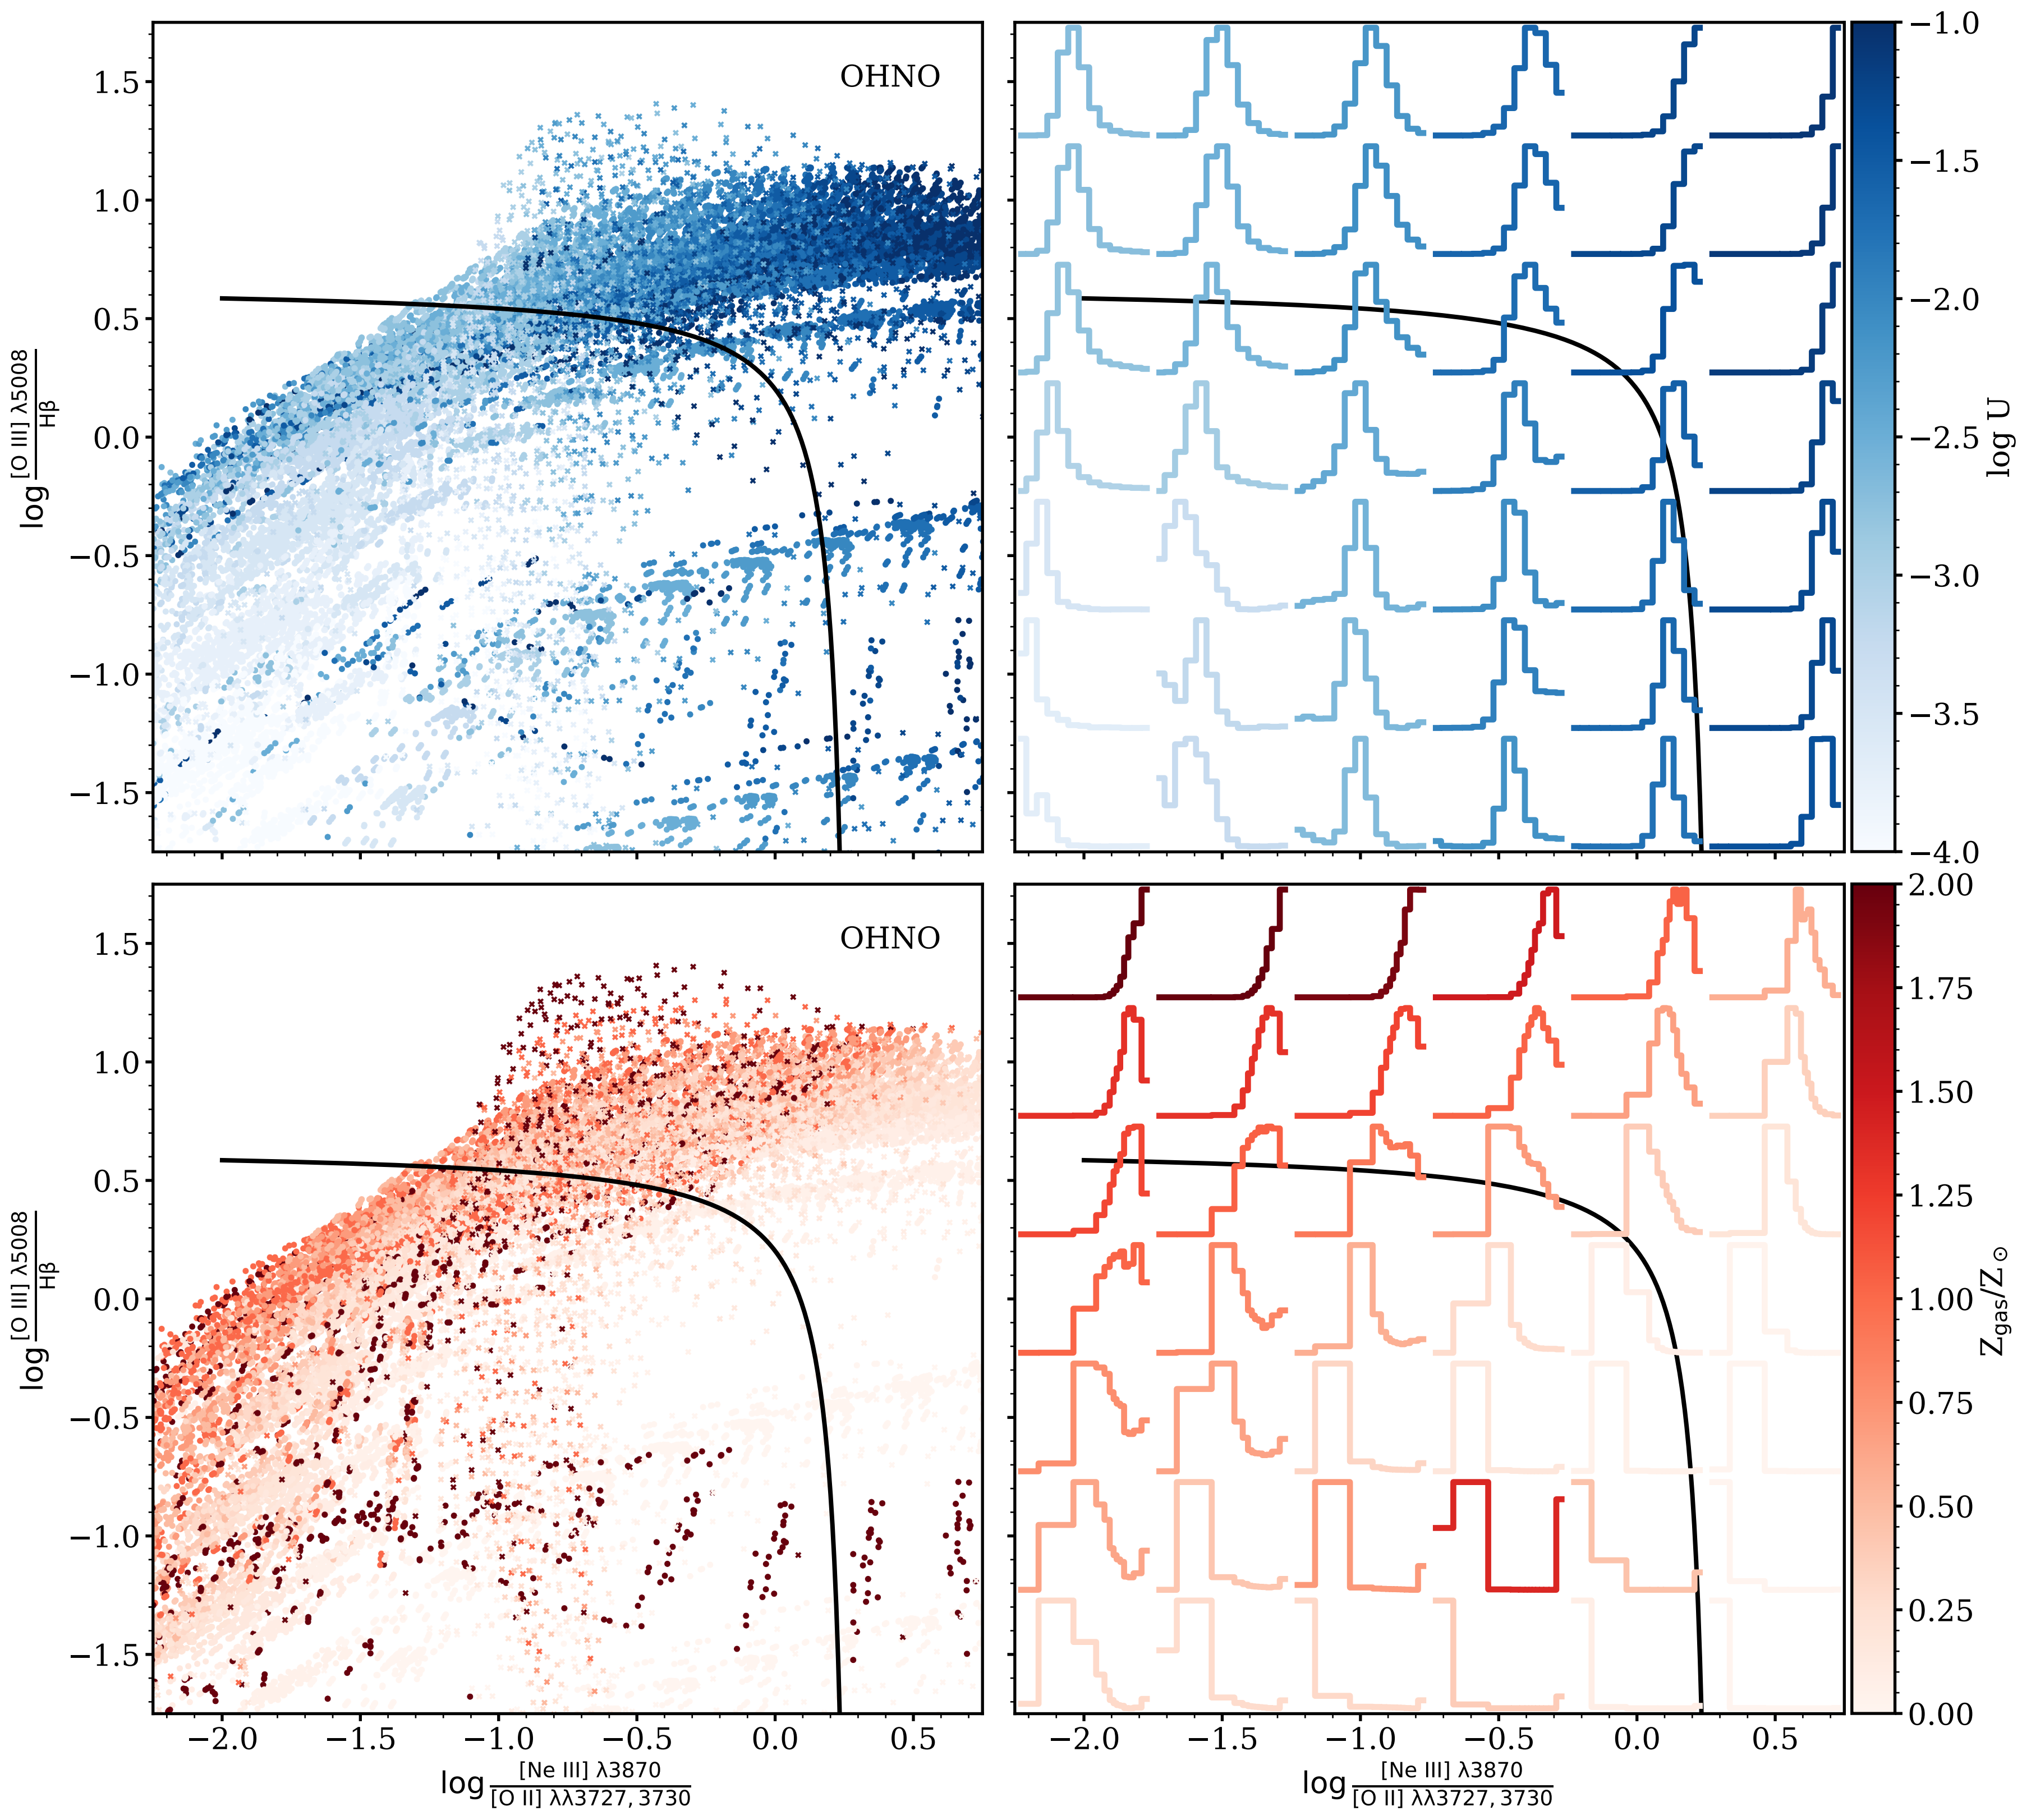 OHNO
1.5
1.0
0.5
0.0
−0.5
−1.0
−1.5
log [O III] λ5008
Hβ
−1.0
−1.5
−2.0
−2.5
−3.0
−3.5
−4.0
log U
OHNO
1.5
1.0
0.5
0.0
−0.5
−1.0
−1.5
log [O III] λ5008
Hβ
2.00
1.75
1.50
1.25
1.00
0.75
0.50
0.25
0.00
Zgas/Z⊙
−2.0 −1.5 −1.0 −0.5 0.0 0.5
log [Ne III] λ3870
[O II] λλ3727, 3730
−2.0 −1.5 −1.0 −0.5 0.0 0.5
log [Ne III] λ3870
[O II] λλ3727, 3730